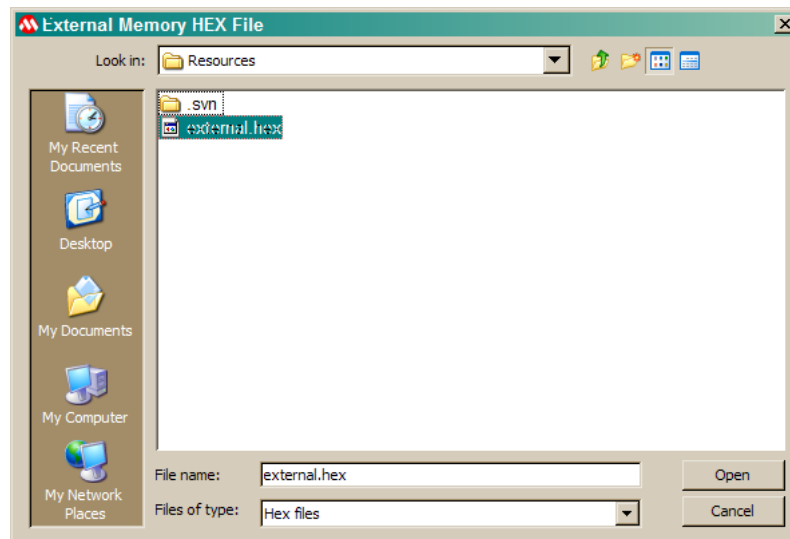 External Memory HEX File
Look in:
Resources
.svn
external.hex
My Recent
Documents
Desktop
My Documents
My Computer
My Network
Places
File name:
external.hex
Open
Files of type:
Hex files
Cancel